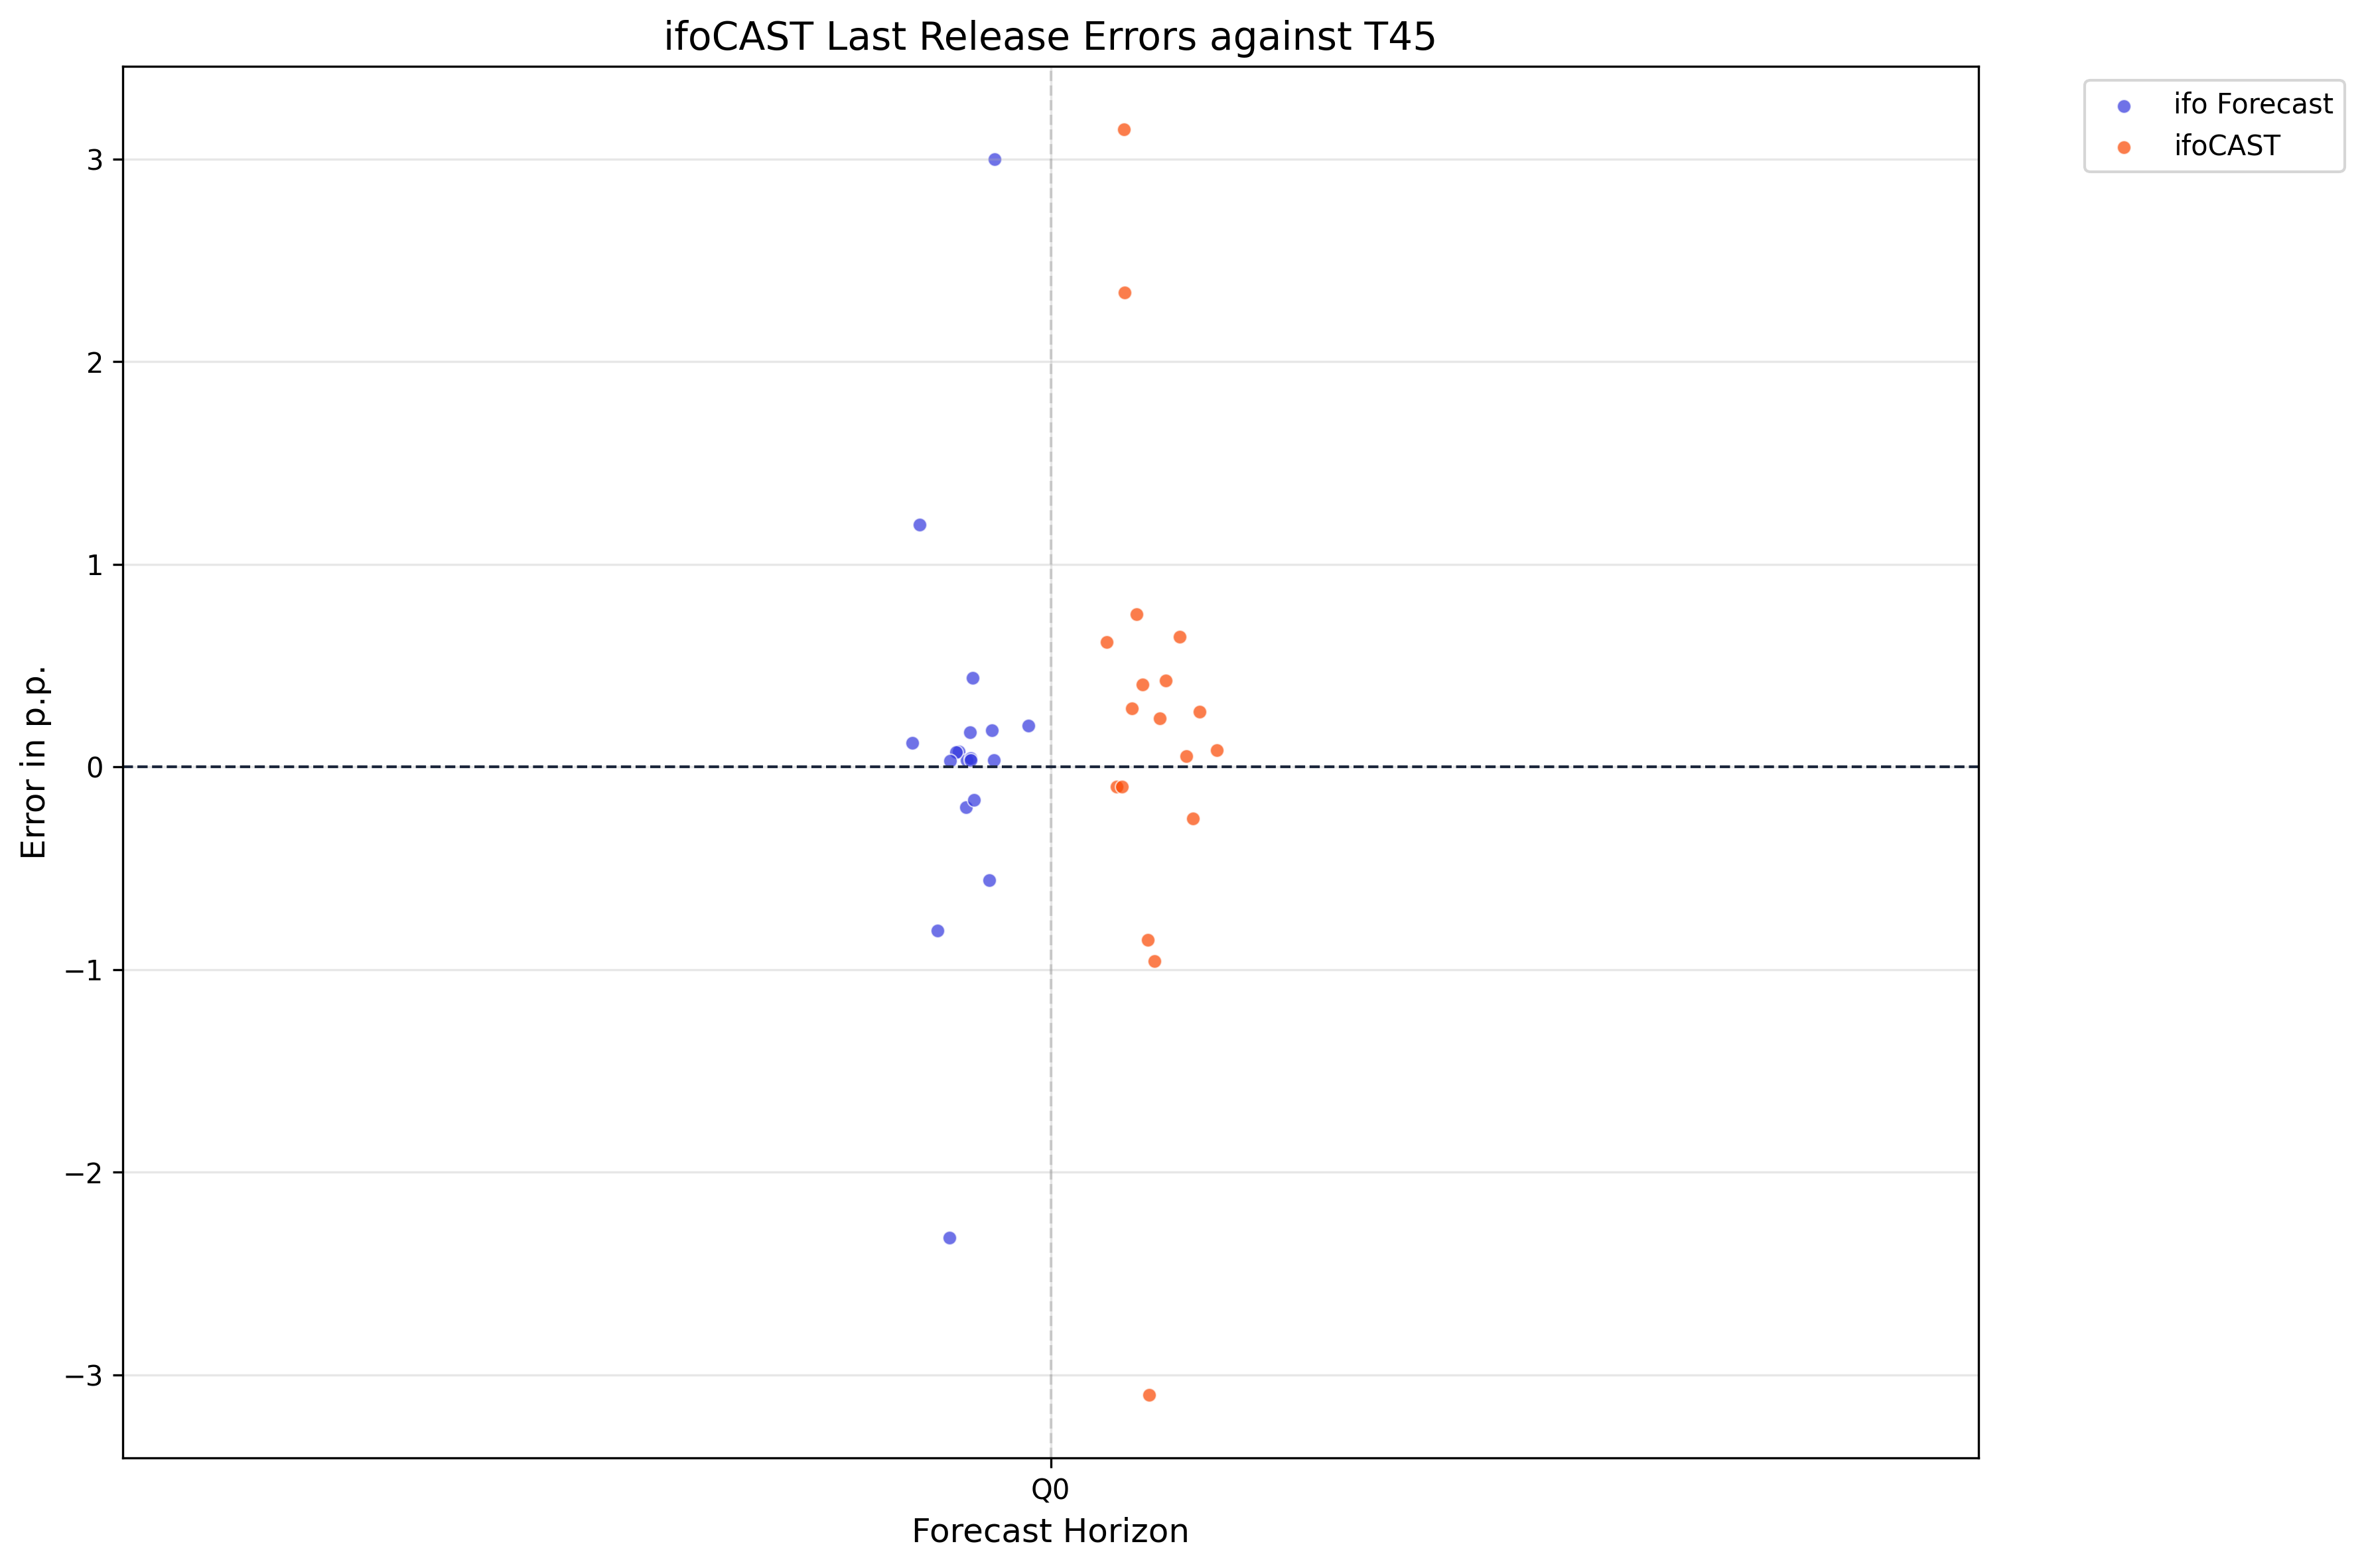 ifoCAST Last Release Errors against T45
ifo Forecast
ifoCAST
3
2
1
0
−1
−2
−3
Error in p.p.
Q0
Forecast Horizon